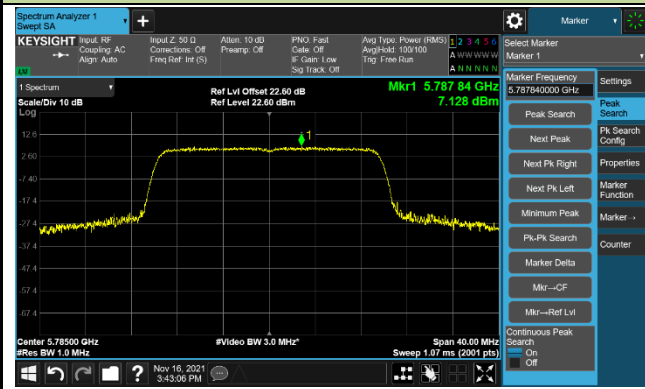 Spectrum Analyzer 1
Swept SA
Marker
KEYSIGHT Input: RF
Coupling: AC
Align: Auto
Input Z: 50 Ω
Corrections: Off
Freq Ref: Int (S)
Atten: 10 dB
Preamp: Off
PNO: Fast
Gate: Off
IF Gain: Low
Sig Track: Off
Avg Type: Power (RMS)
Avg|Hold: 100/100
Trig: Free Run
1 2 3 4 5 6
A W W W W W
A N N N N N
Select Marker
Marker 1
LXI
1 Spectrum
Scale/Div 10 dB
Log
Ref Lvl Offset 22.60 dB
Ref Level 22.60 dBm
Mkr1 5.787 84 GHz
7.128 dBm
12.6
2.60
-7.40
-17.4
-27.4
-37.4
-47.4
-57.4
-67.4
1
Center 5.78500 GHz
#Res BW 1.0 MHz
#Video BW 3.0 MHz*
Span 40.00 MHz
Sweep 1.07 ms (2001 pts)
Marker Frequency
5.787840000 GHz
Peak Search
Next Peak
Next Pk Right
Next Pk Left
Minimum Peak
Pk-Pk Search
Marker Delta
Mkr→CF
Mkr→Ref Lvl
Continuous Peak
Search
On
Off
Settings
Peak
Search
Pk Search
Config
Properties
Marker
Function
Marker→
Counter
Nov 16, 2021
3:43:06 PM